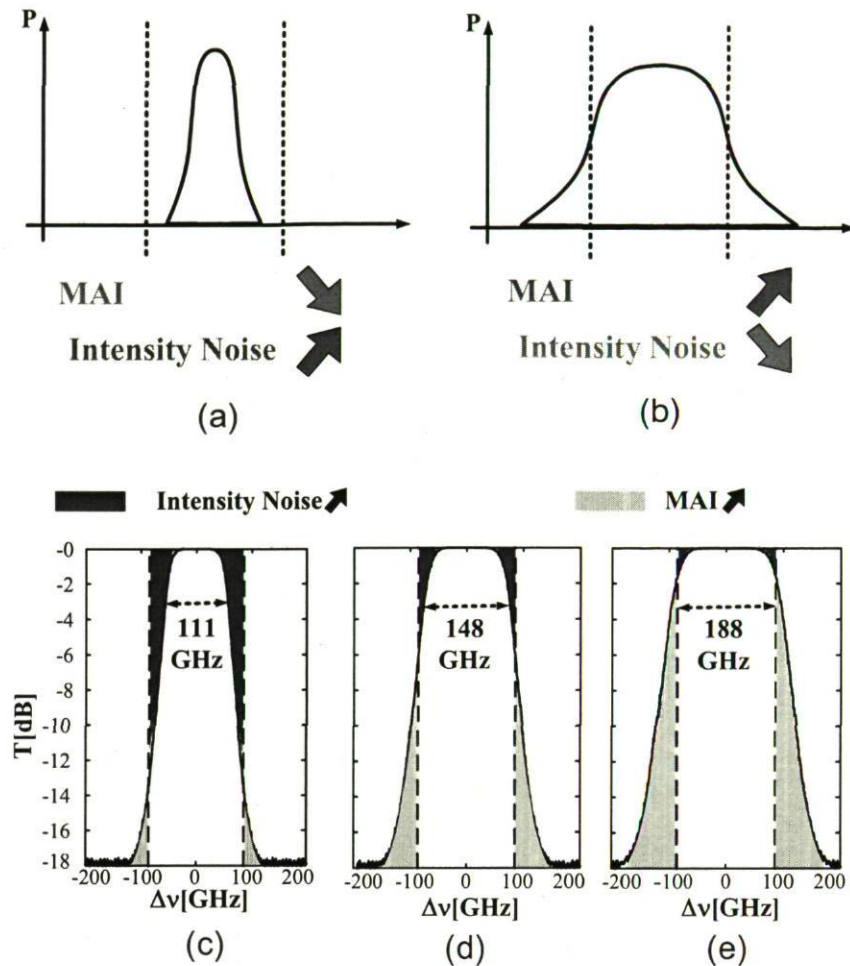 P
P
MAI
Intensity Noise
(a)
MAI
Intensity Noise
(b)
Intensity Noise
MAI
T[dB]
-0
-2
-4
-6
-8
-10
-12
-14
-16
-18
111
GHz
148
GHz
188
GHz
-200 -100 0 100 200
-200 -100 0 100 200
-200 -100 0 100 200
Δν[GHz]
Δν[GHz]
Δν[GHz]
(c)
(d)
(e)